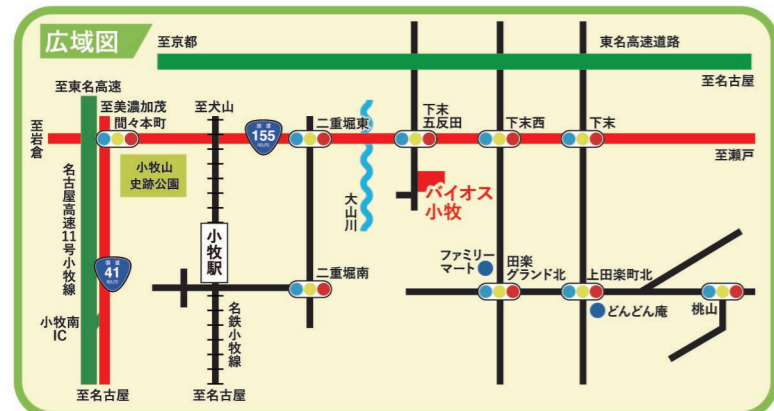 広域図
至京都
東名高速道路
至名古屋
至東名高速
至美濃加茂
間々本町
至犬山
国道
155
ROUTE
二重堀東
下末
五反田
下末西
下末
至岩倉
至瀬戸
小牧山
史跡公園
大山川
バイオス
小牧
名古屋高速11号小牧線
小牧駅
国道
41
ROUTE
二重堀南
ファミリー
マート
田楽
グランド北
上田楽町北
桃山
どんどん庵
小牧南
IC
名鉄小牧線
至名古屋
至名古屋